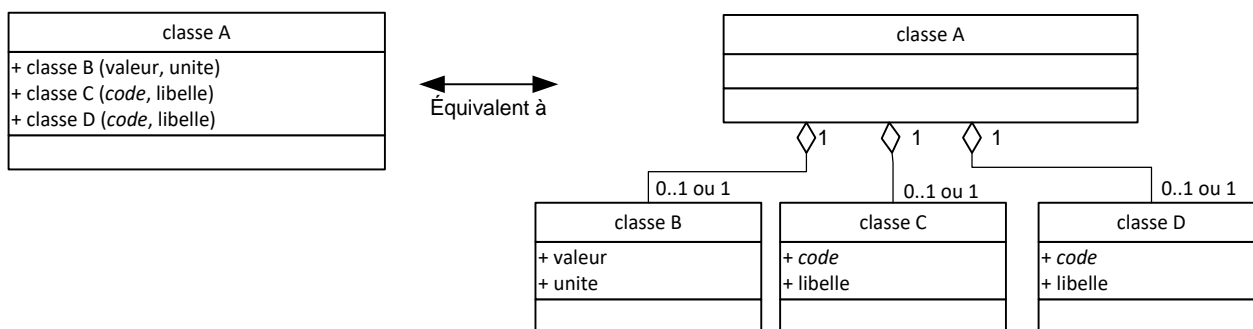 classe A
+ classe B (valeur, unite)
+ classe C (code, libelle)
+ classe D (code, libelle)
Équivalent à
classe A
1
1
1
0..1 ou 1
0..1 ou 1
0..1 ou 1
classe B
+ valeur
+ unite
classe C
+ code
+ libelle
classe D
+ code
+ libelle